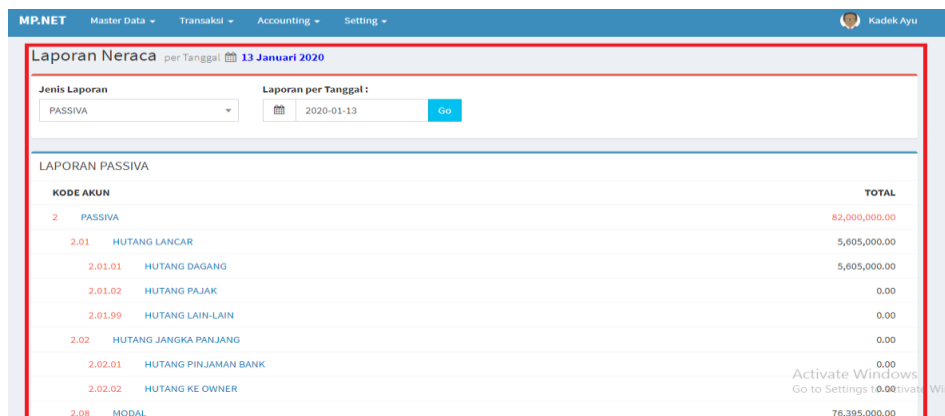 MP.NET Master Data Transaksi Accounting Setting Kadek Ayu
Laporan Neraca per Tanggal 13 Januari 2020
Jenis Laporan Laporan per Tanggal :
PASSIVA 2020-01-13 Go
LAPORAN PASSIVA
KODE AKUN TOTAL
2 PASSIVA 82,000,000.00
2.01 HUTANG LANCAR 5,605,000.00
2.01.01 HUTANG DAGANG 5,605,000.00
2.01.02 HUTANG PAJAK 0.00
2.01.99 HUTANG LAIN-LAIN 0.00
2.02 HUTANG JANGKA PANJANG 0.00
2.02.01 HUTANG PINJAMAN BANK 0.00
Activate Windows
2.02.02 HUTANG KE OWNER 0.00
Go to Settings
2.08 MODAL 76,395,000.00